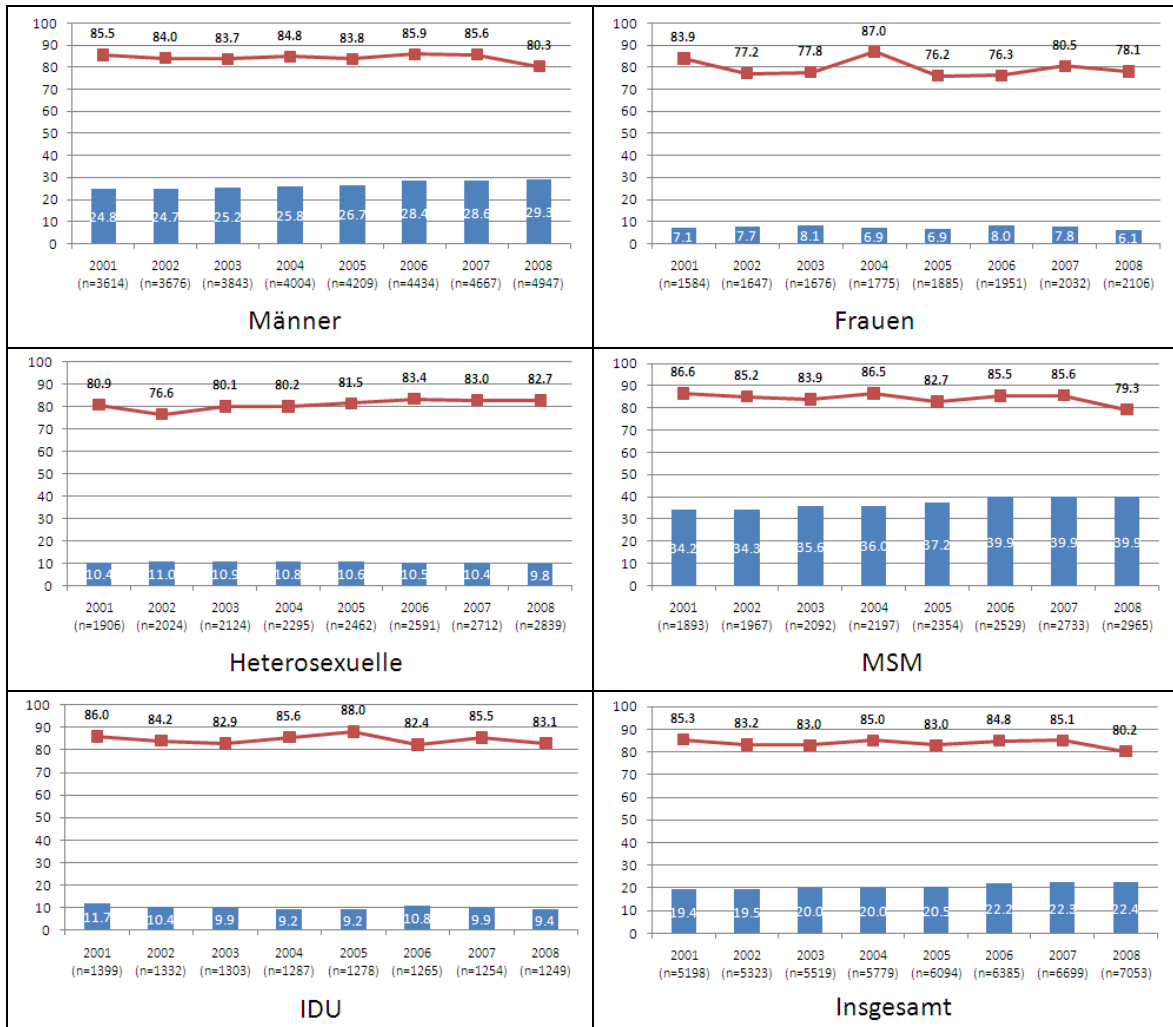 100
90
80
70
60
50
40
30
20
10
0
85.5 84.0 83.7 84.8 83.8 85.9 85.6 80.3
24.8 24.7 25.2 25.8 26.7 28.4 28.6 29.3
2001 2002 2003 2004 2005 2006 2007 2008
(n=3614) (n=3676) (n=3843) (n=4004) (n=4209) (n=4434) (n=4667) (n=4947)
Männer
100
90
80
70
60
50
40
30
20
10
0
83.9 77.2 77.8 87.0 76.2 76.3 80.5 78.1
7.1 7.7 8.1 6.9 6.9 8.0 7.8 6.1
2001 2002 2003 2004 2005 2006 2007 2008
(n=1584) (n=1647) (n=1676) (n=1775) (n=1885) (n=1951) (n=2032) (n=2106)
Frauen
100
90
80
70
60
50
40
30
20
10
0
80.9 76.6 80.1 80.2 81.5 83.4 83.0 82.7
10.4 11.0 10.9 10.8 10.6 10.5 10.4 9.8
2001 2002 2003 2004 2005 2006 2007 2008
(n=1906) (n=2024) (n=2124) (n=2295) (n=2462) (n=2591) (n=2712) (n=2839)
Heterosexuelle
100
90
80
70
60
50
40
30
20
10
0
86.6 85.2 83.9 86.5 82.7 85.5 85.6 79.3
34.2 34.3 35.6 36.0 37.2 39.9 39.9 39.9
2001 2002 2003 2004 2005 2006 2007 2008
(n=1893) (n=1967) (n=2092) (n=2197) (n=2354) (n=2529) (n=2733) (n=2965)
MSM
100
90
80
70
60
50
40
30
20
10
0
86.0 84.2 82.9 85.6 88.0 82.4 85.5 83.1
11.7 10.4 9.9 9.2 9.2 10.8 9.9 9.4
2001 2002 2003 2004 2005 2006 2007 2008
(n=1399) (n=1332) (n=1303) (n=1287) (n=1278) (n=1265) (n=1254) (n=1249)
IDU
100
90
80
70
60
50
40
30
20
10
0
85.3 83.2 83.0 85.0 83.0 84.8 85.1 80.2
19.4 19.5 20.0 20.0 20.5 22.2 22.3 22.4
2001 2002 2003 2004 2005 2006 2007 2008
(n=5198) (n=5323) (n=5519) (n=5779) (n=6094) (n=6385) (n=6699) (n=7053)
Insgesamt